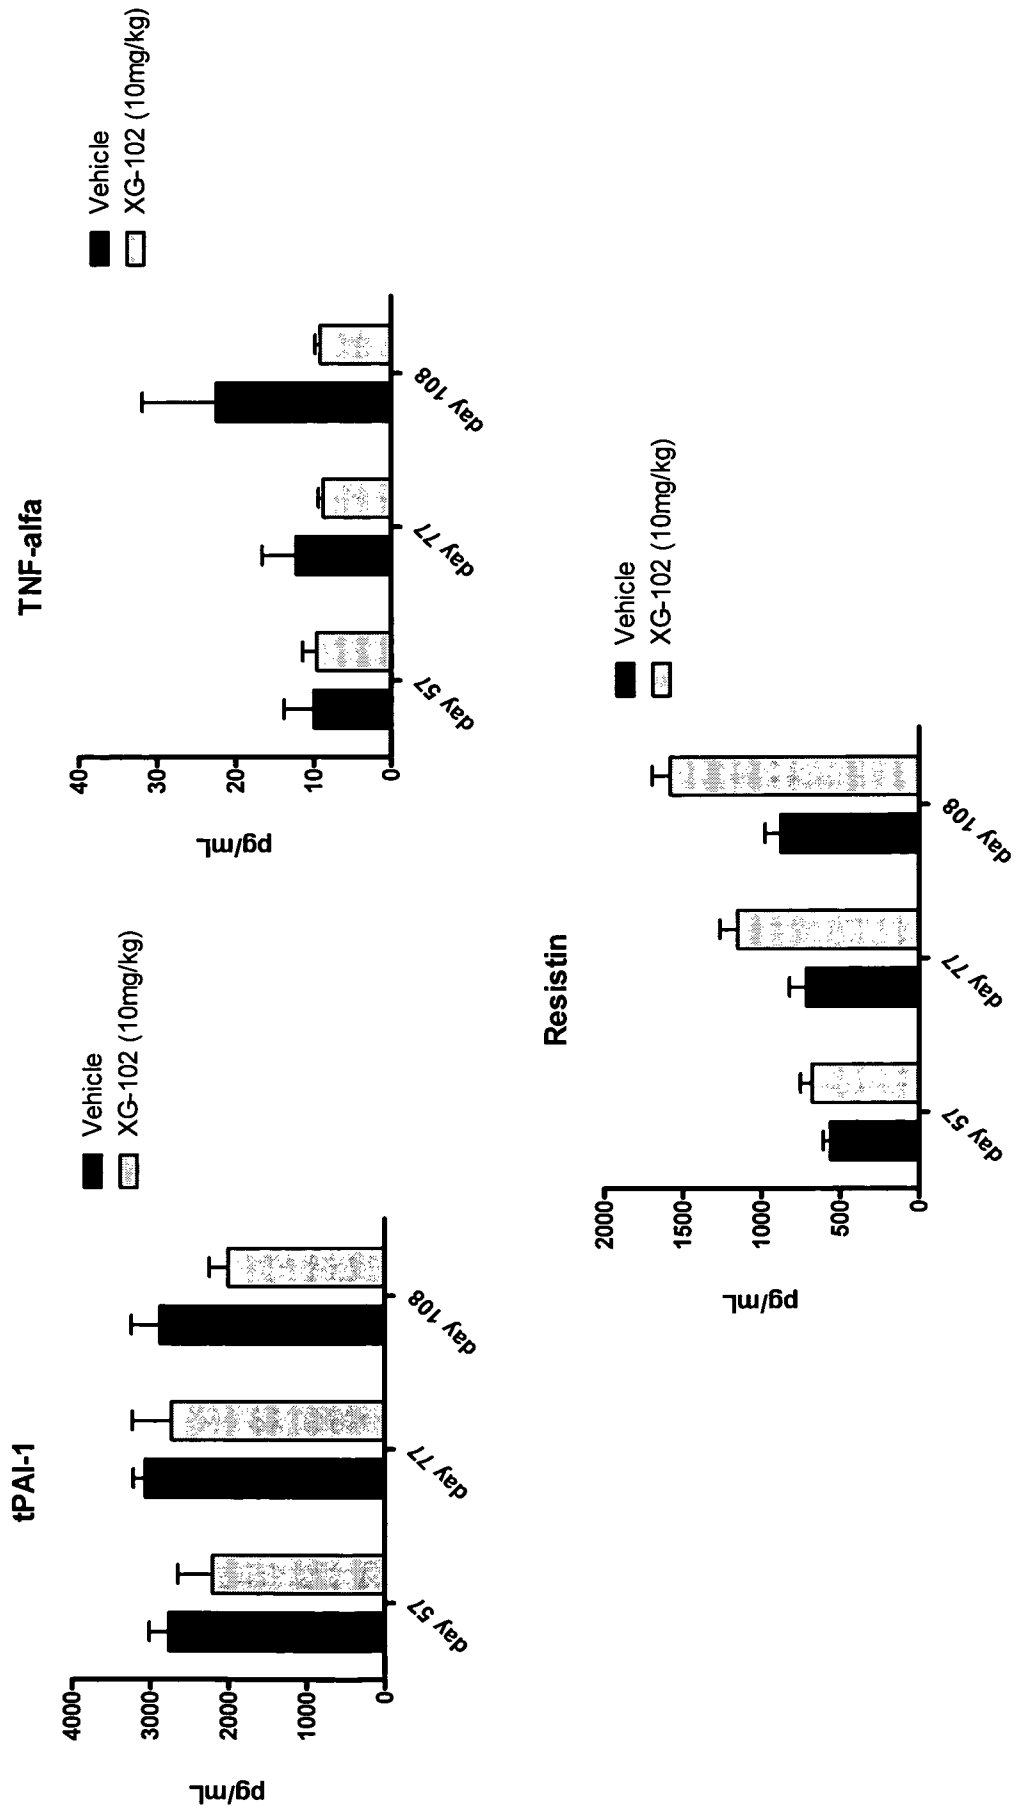 tPAI-1
pg/mL
4000
3000
2000
1000
0
day 57
day 77
day 108
Vehicle
XG-102 (10mg/kg)
TNF-alfa
pg/mL
40
30
20
10
0
day 57
day 77
day 108
Vehicle
XG-102 (10mg/kg)
Resistin
pg/mL
2000
1500
1000
500
0
day 57
day 77
day 108
Vehicle
XG-102 (10mg/kg)